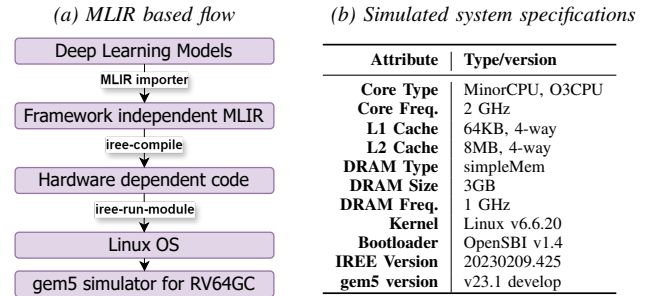 (a) MLIR based flow
Deep Learning Models
MLIR importer
Framework independent MLIR
iree-compile
Hardware dependent code
iree-run-module
Linux OS
gem5 simulator for RV64GC
(b) Simulated system specifications
Attribute Type/version
Core Type MinorCPU, O3CPU
Core Freq. 2 GHz
L1 Cache 64KB, 4-way
L2 Cache 8MB, 4-way
DRAM Type simpleMem
DRAM Size 3GB
DRAM Freq. 1 GHz
Kernel Linux v6.6.20
Bootloader OpenSBI v1.4
IREE Version 20230209.425
gem5 version v23.1 develop